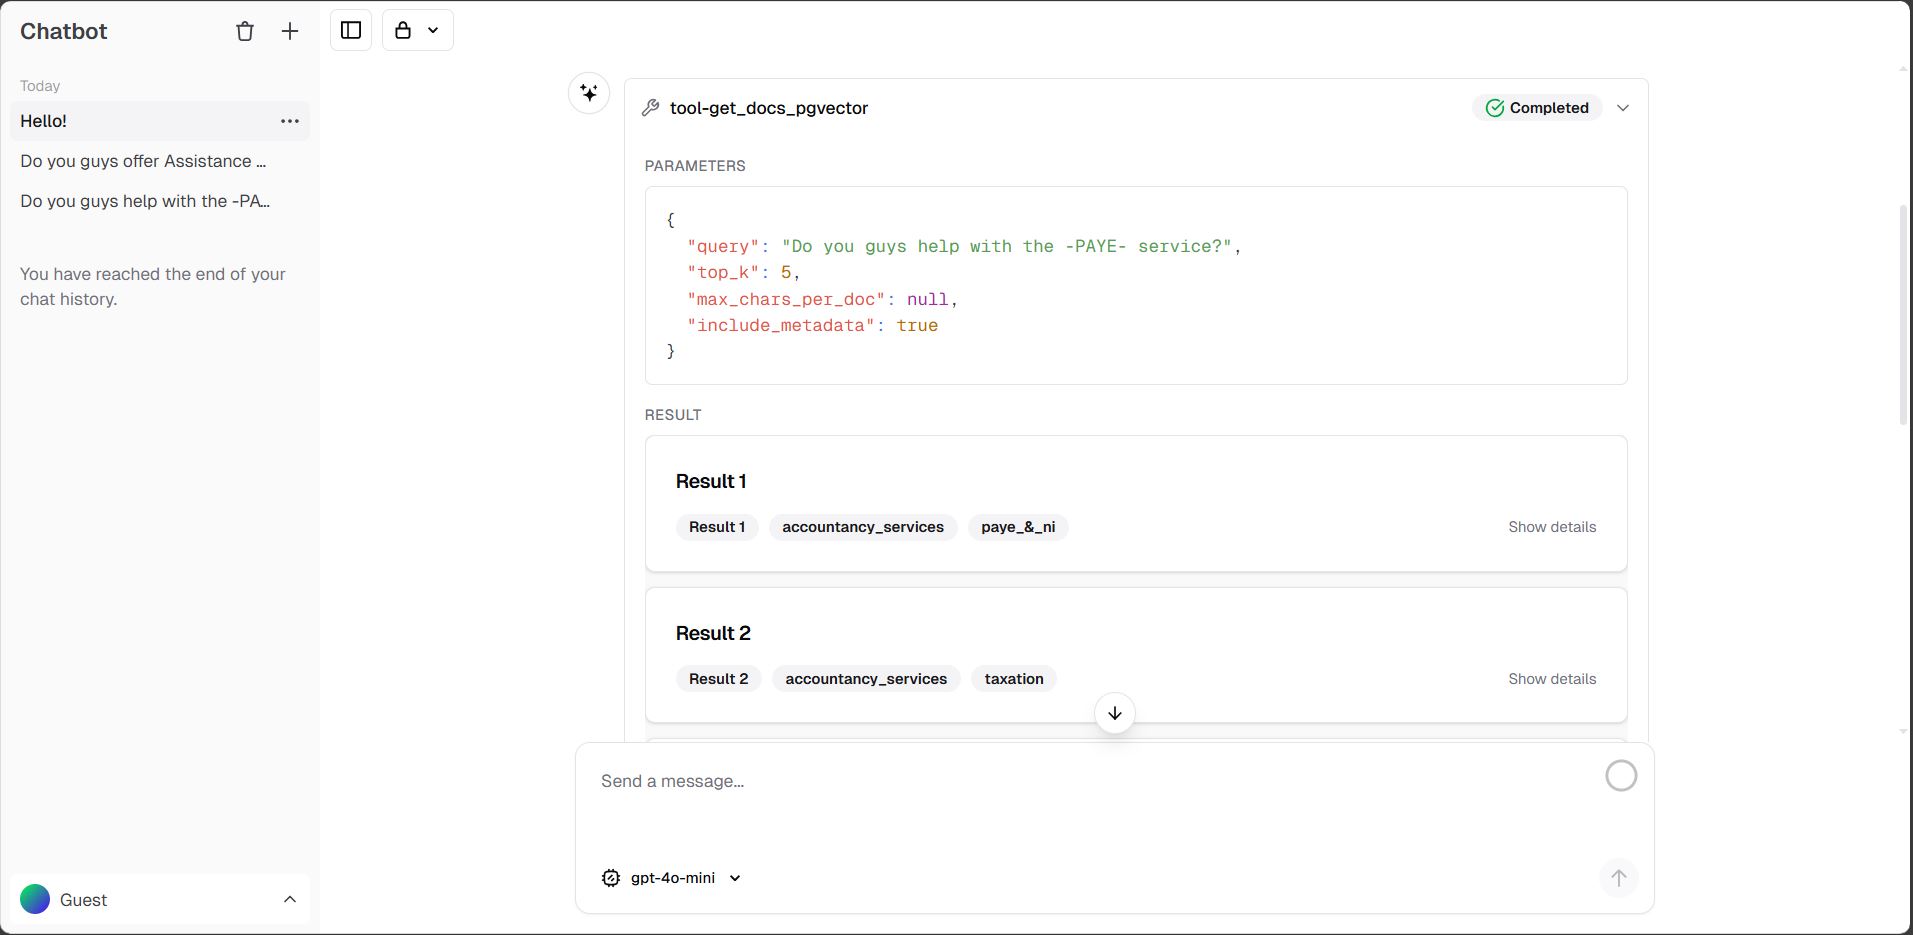 Chatbot
Today
Hello!
Do you guys offer Assistance ...
Do you guys help with the -PA...
You have reached the end of your
chat history.
Guest
tool-get_docs_pgvector
Completed
PARAMETERS
{
"query": "Do you guys help with the -PAYE- service?",
"top_k": 5,
"max_chars_per_doc": null,
"include_metadata": true
}
RESULT
Result 1
Result 1 accountancy_services paye_&_ni Show details
Result 2
Result 2 accountancy_services taxation Show details
Send a message...
gpt-4o-mini